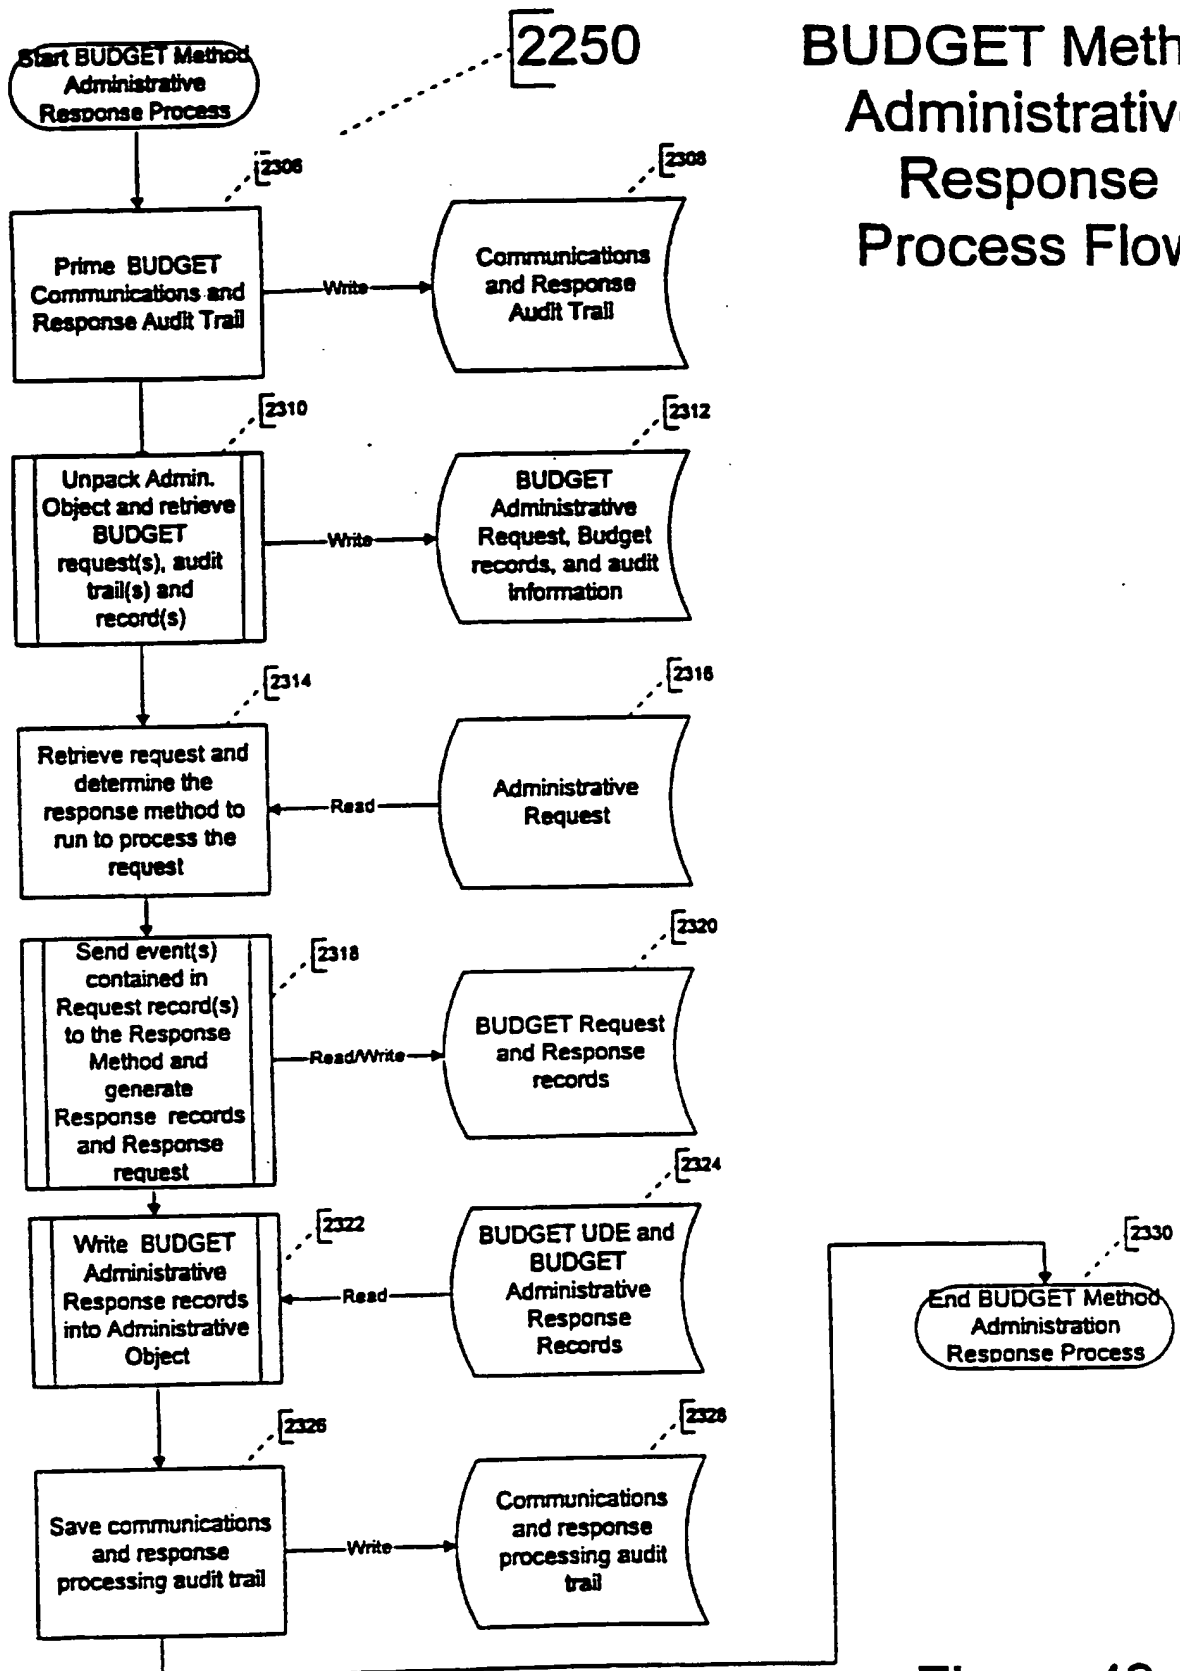 2250
BUDGET Meth
Administrative
Response
Process Flow
Start BUDGET Method
Administrative
Response Process
2306
Prime BUDGET
Communications and
Response Audit Trail
Write
2308
Communications
and Response
Audit Trail
2310
Unpack Admin.
Object and retrieve
BUDGET
request(s), audit
trail(s) and
record(s)
Write
2312
BUDGET
Administrative
Request, Budget
records, and audit
information
2314
Retrieve request and
determine the
response method to
run to process the
request
Read
2316
Administrative
Request
2318
Send event(s)
contained in
Request record(s)
to the Response
Method and
generate
Response records
and Response
request
Read/Write
2320
BUDGET Request
and Response
records
2322
Write BUDGET
Administrative
Response records
into Administrative
Object
Read
2324
BUDGET UDE and
BUDGET
Administrative
Response
Records
2326
Save communications
and response
processing audit trail
Write
2328
Communications
and response
processing audit
trail
2330
End BUDGET Method
Administration
Response Process